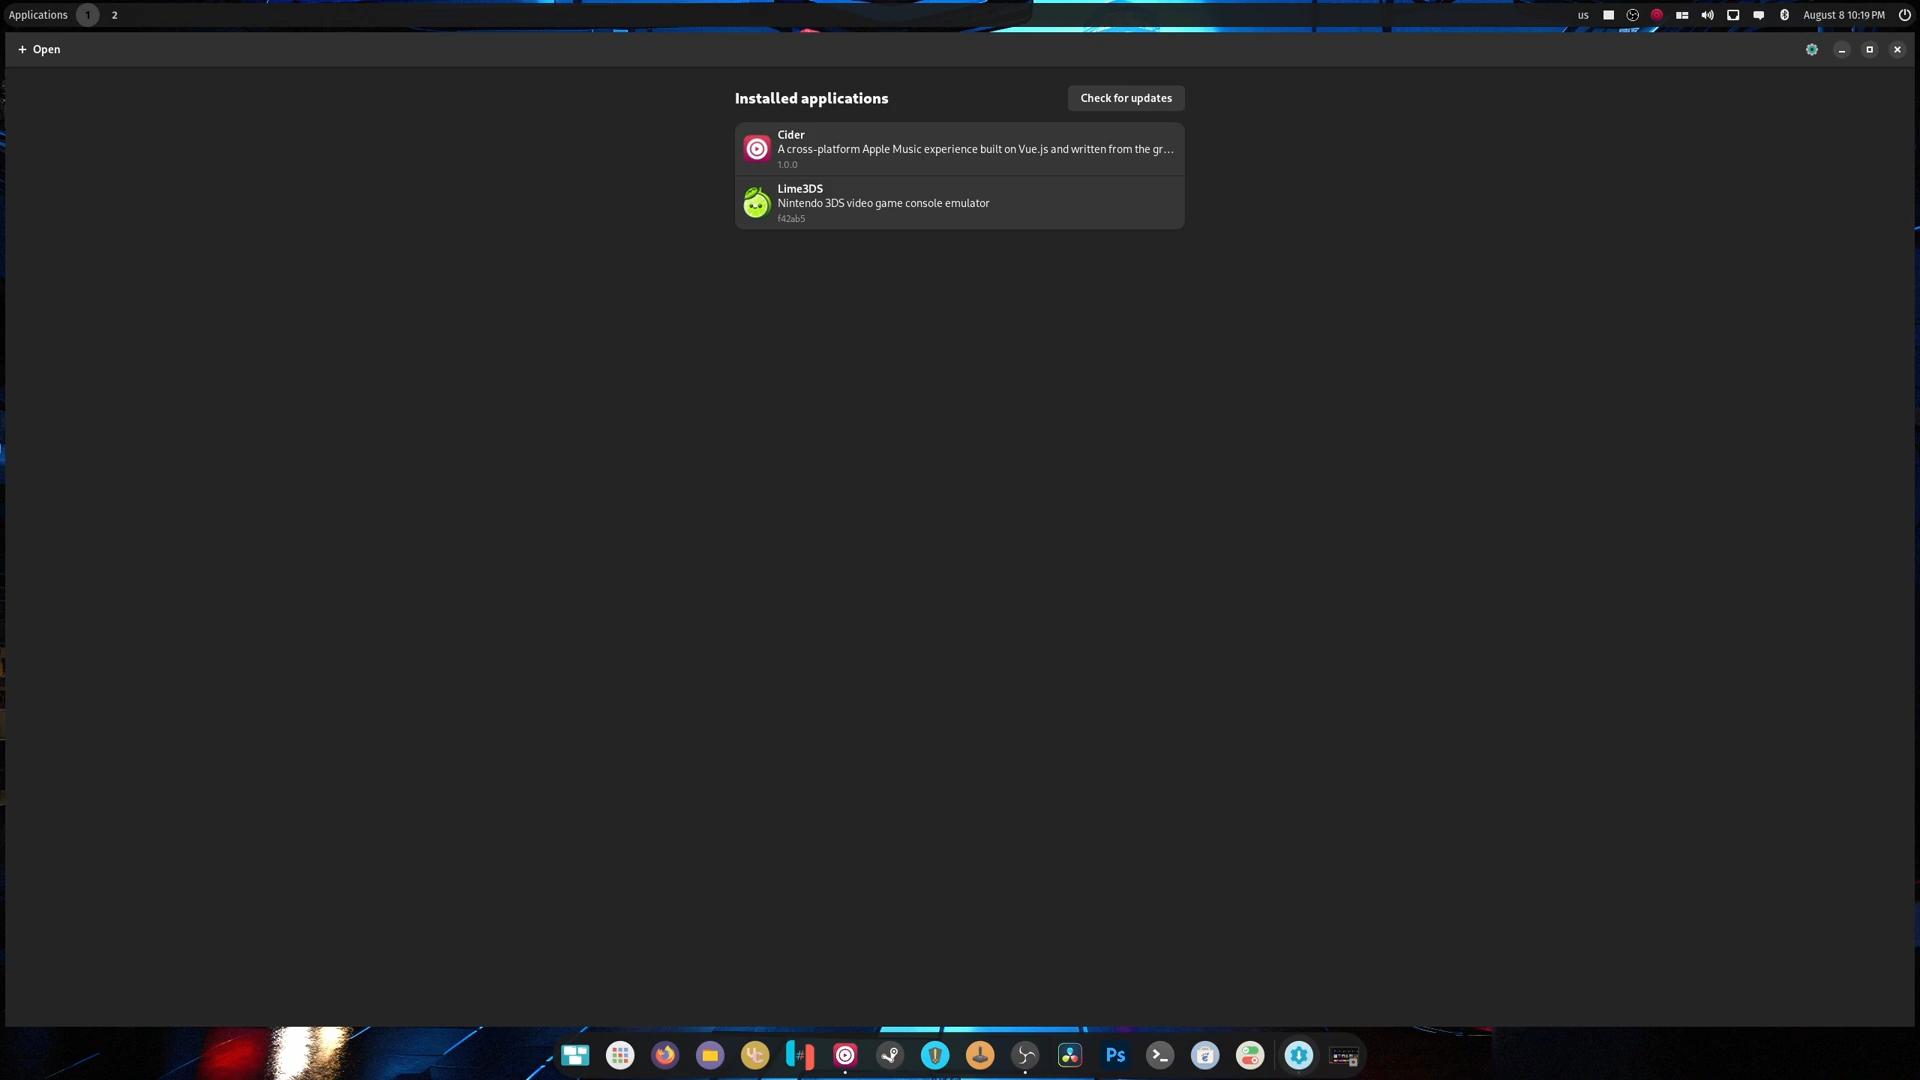 Applications 1 2
us
August 8 10:19 PM
+ Open
Installed applications
Check for updates
Cider
A cross-platform Apple Music experience built on Vue.js and written from the gr...
1.0.0
Lime3DS
Nintendo 3DS video game console emulator
f42ab5
Ps